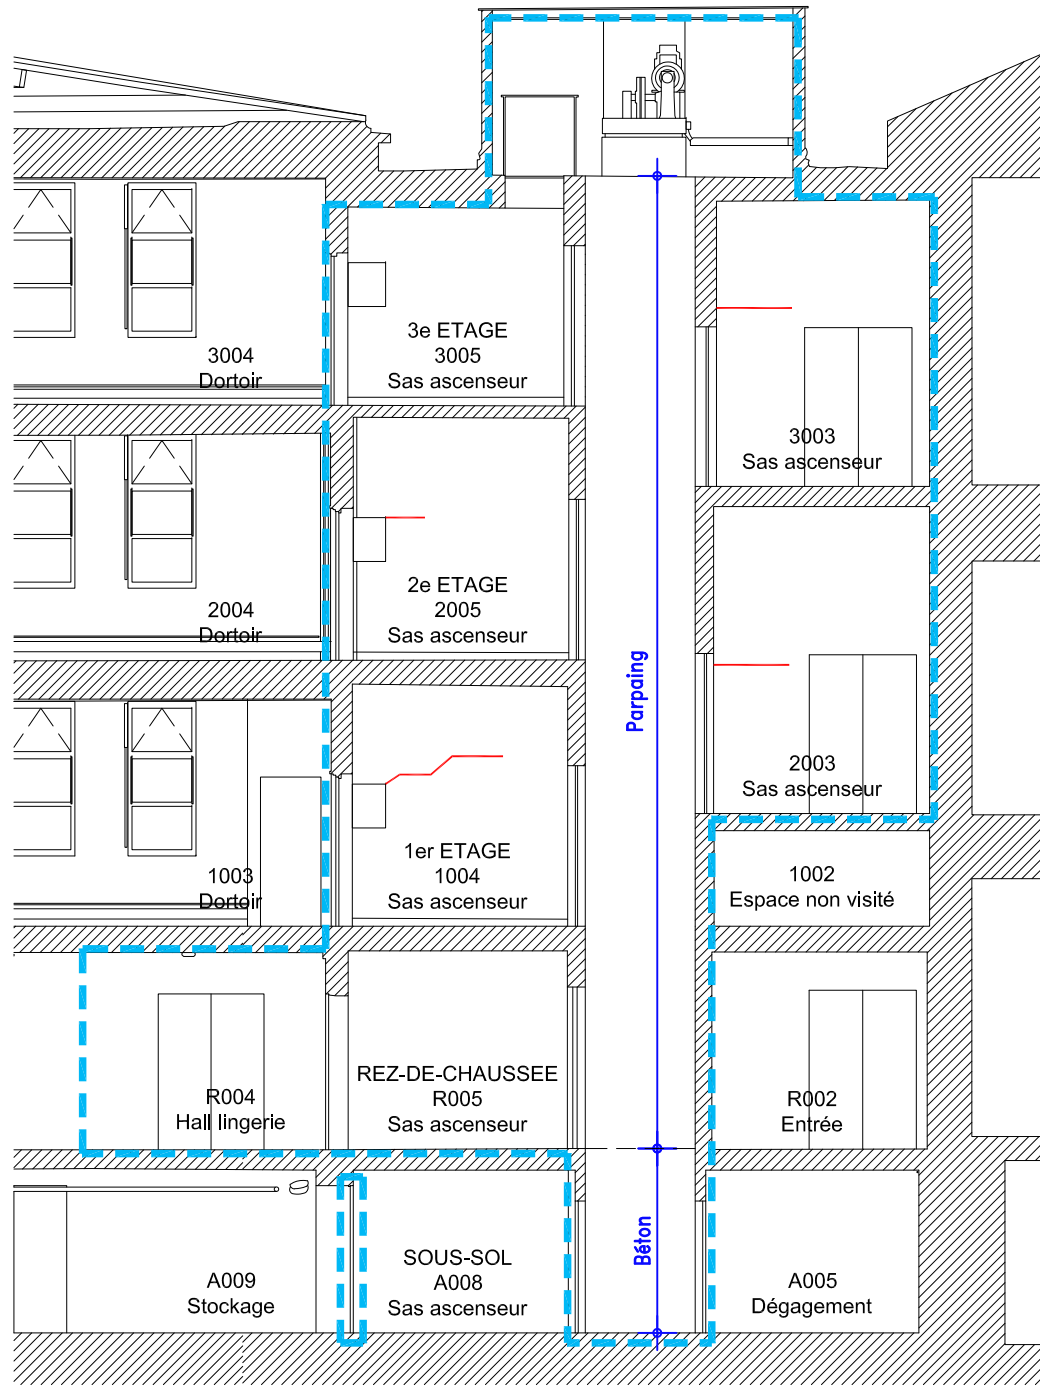 3e ETAGE
3005
Sas ascenseur
3004
Dortoir
3003
Sas ascenseur
2e ETAGE
2005
Sas ascenseur
2004
Dortoir
Parpaing
2003
Sas ascenseur
1er ETAGE
1004
Sas ascenseur
1003
Dortoir
1002
Espace non visité
REZ-DE-CHAUSSEE
R005
Sas ascenseur
R004
Hall lingerie
R002
Entrée
Béton
SOUS-SOL
A008
Sas ascenseur
A009
Stockage
A005
Dégagement